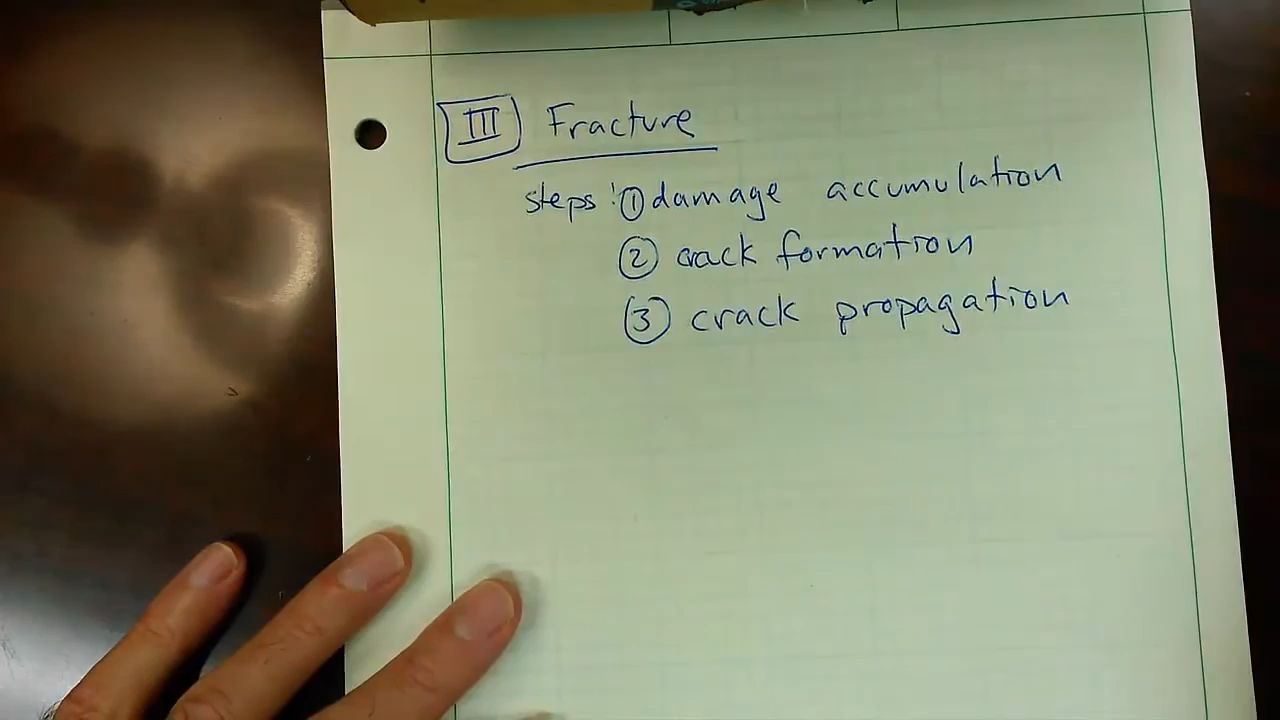 III Fracture
steps: ① damage accumulation
② crack formation
③ crack propagation